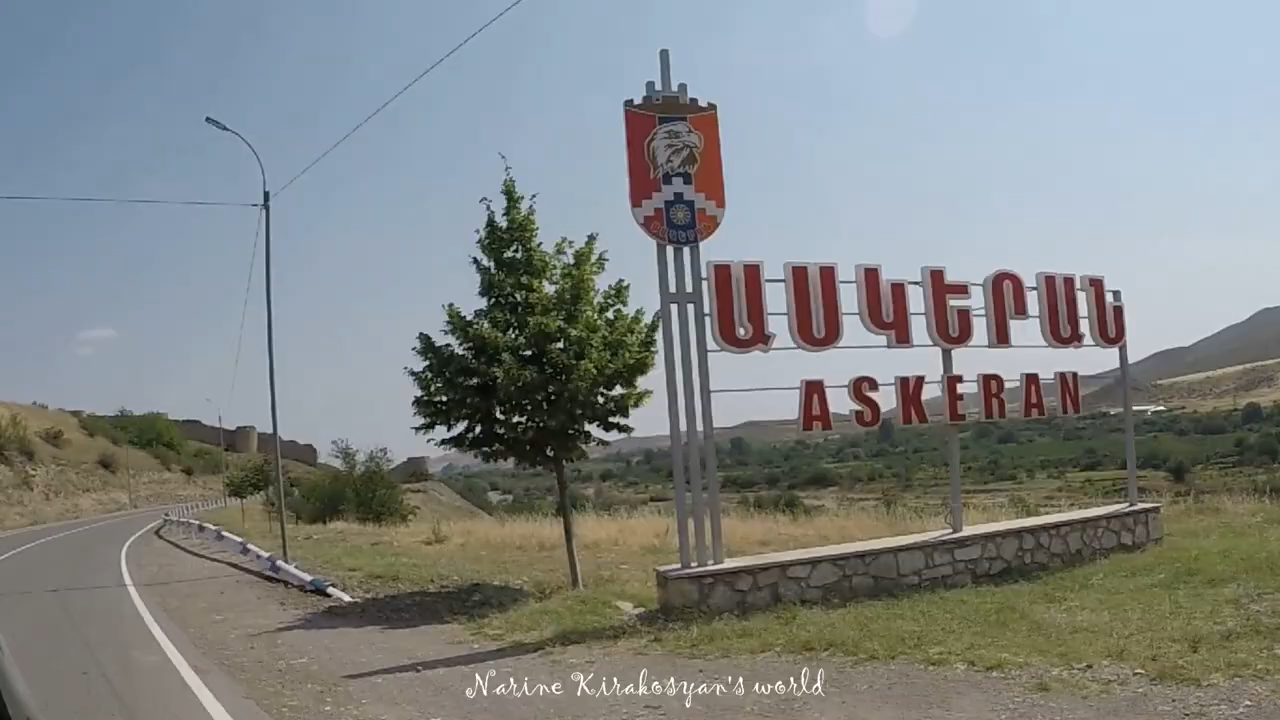 ԱՍԿԵՐԱՆ
ASKERAN
Narine Kirakosyan's world